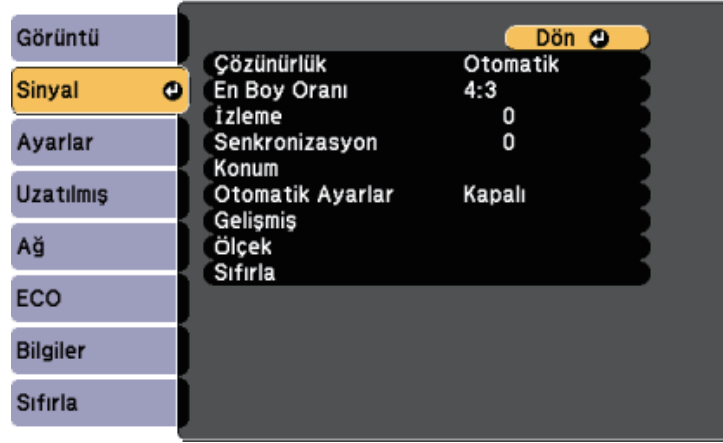 Görüntü
Sinyal
Ayarlar
Uzatılmış
Ağ
ECO
Bilgiler
Sıfırla
Dön
Çözünürlük Otomatik
En Boy Oranı 4:3
İzleme 0
Senkronizasyon 0
Konum
Otomatik Ayarlar Kapalı
Gelişmiş
Ölçek
Sıfırla